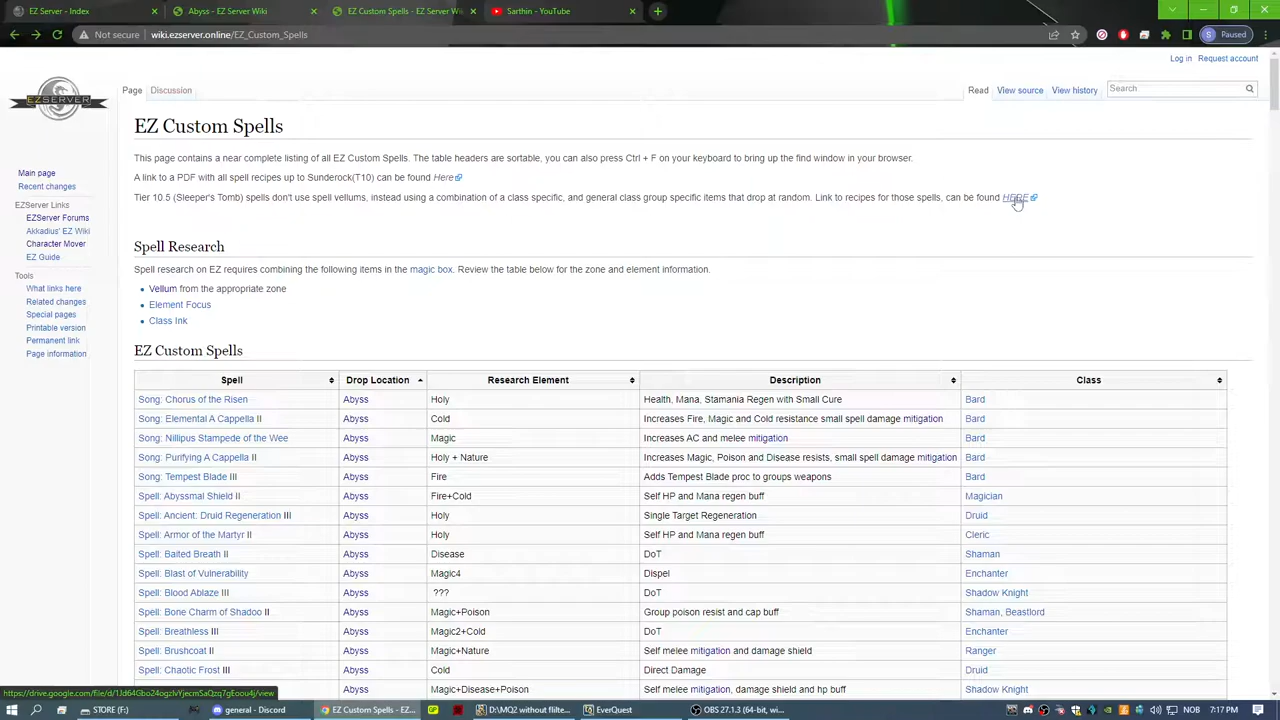 EZ Server - Index
Abyss - EZ Server Wiki
EZ Custom Spells - EZ Server Wi
Sarthin - YouTube
Not secure
wiki.ezserver.online/EZ_Custom_Spells
S Paused
Log in Request account
EZSERVER
Page Discussion
Read View source View history
Search
EZ Custom Spells
This page contains a near complete listing of all EZ Custom Spells. The table headers are sortable, you can also press Ctrl + F on your keyboard to bring up the find window in your browser.
A link to a PDF with all spell recipes up to Sunderock(T10) can be found Here
Tier 10.5 (Sleeper's Tomb) spells don't use spell vellums, instead using a combination of a class specific, and general class group specific items that drop at random. Link to recipes for those spells, can be found HERE
Main page
Recent changes
EZServer Links
EZServer Forums
Akkadius' EZ Wiki
Character Mover
EZ Guide
Tools
What links here
Related changes
Special pages
Printable version
Permanent link
Page information
Spell Research
Spell research on EZ requires combining the following items in the magic box. Review the table below for the zone and element information.
Vellum from the appropriate zone
Element Focus
Class Ink
EZ Custom Spells
Spell Drop Location Research Element Description Class
Song: Chorus of the Risen Abyss Holy Health, Mana, Stamania Regen with Small Cure Bard
Song: Elemental A Cappella II Abyss Cold Increases Fire, Magic and Cold resistance small spell damage mitigation Bard
Song: Nillipus Stampede of the Wee Abyss Magic Increases AC and melee mitigation Bard
Song: Purifying A Cappella II Abyss Holy + Nature Increases Magic, Poison and Disease resists, small spell damage mitigation Bard
Song: Tempest Blade III Abyss Fire Adds Tempest Blade proc to groups weapons Bard
Spell: Abyssmal Shield II Abyss Fire+Cold Self HP and Mana regen buff Magician
Spell: Ancient: Druid Regeneration III Abyss Holy Single Target Regeneration Druid
Spell: Armor of the Martyr II Abyss Holy Self HP and Mana regen buff Cleric
Spell: Baited Breath II Abyss Disease DoT Shaman
Spell: Blast of Vulnerability Abyss Magic4 Dispel Enchanter
Spell: Blood Ablaze III Abyss ??? DoT Shadow Knight
Spell: Bone Charm of Shadoo II Abyss Magic+Poison Group poison resist and cap buff Shaman, Beastlord
Spell: Breathless III Abyss Magic2+Cold DoT Enchanter
Spell: Brushcoat II Abyss Magic+Nature Self melee mitigation and damage shield Ranger
Spell: Chaotic Frost III Abyss Cold Direct Damage Druid
Abyss Magic+Disease+Poison Self melee mitigation, damage shield and hp buff Shadow Knight
STORE (F:)
general - Discord
EZ Custom Spells - EZ...
D:\MQ2 without flilte...
EverQuest
OBS 27.1.3 (64-bit, wi...
NOB 7:17 PM